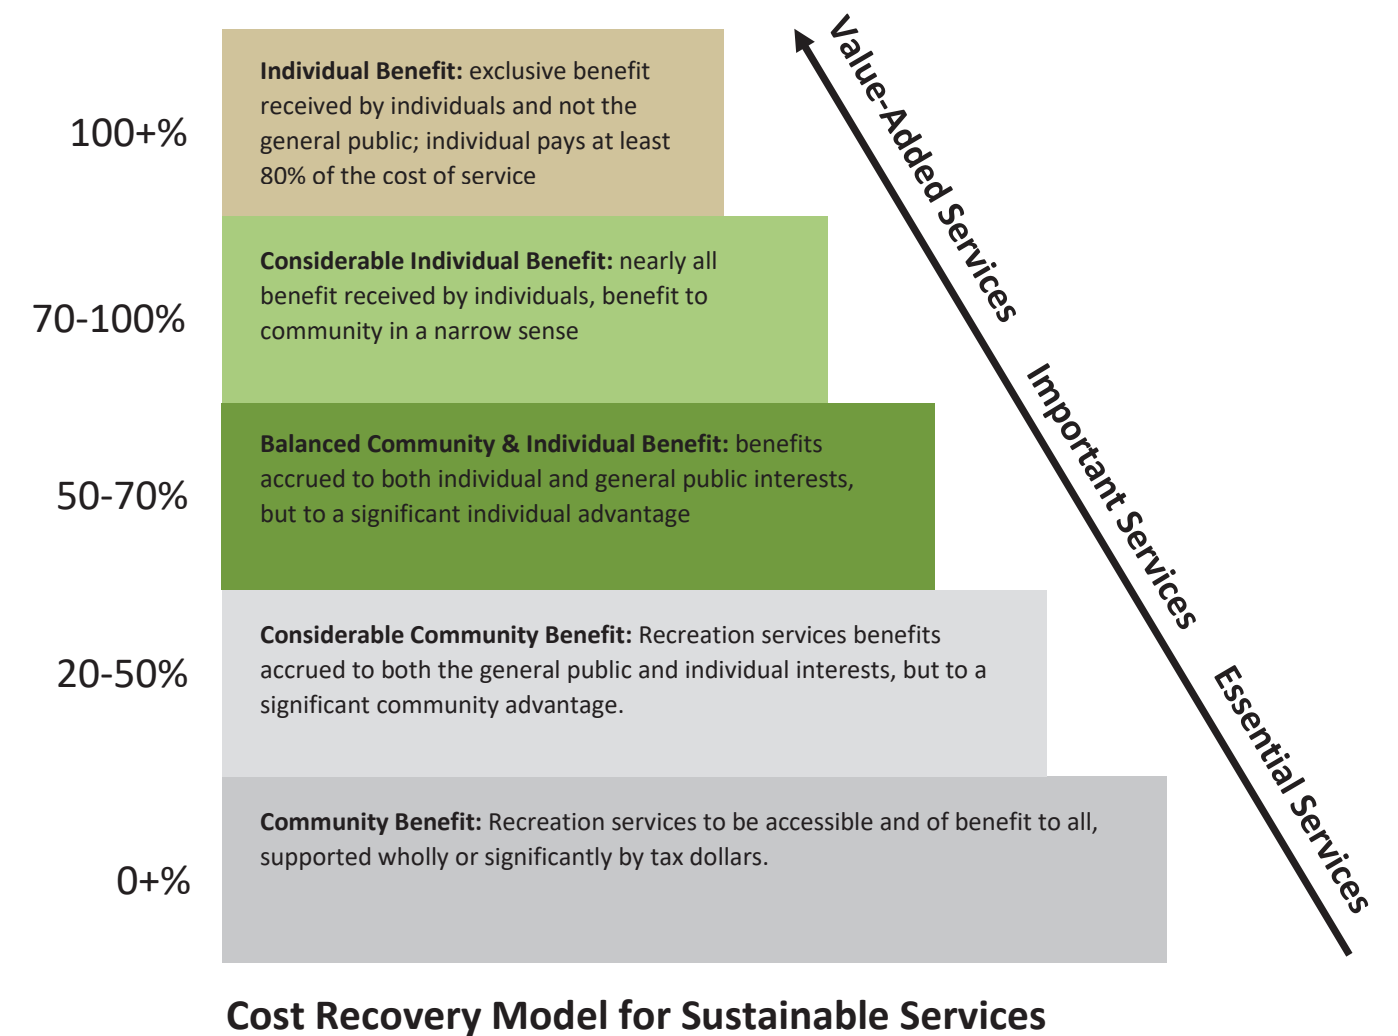 100+%
Individual Benefit: exclusive benefit
received by individuals and not the
general public; individual pays at least
80% of the cost of service
70-100%
Considerable Individual Benefit: nearly all
benefit received by individuals, benefit to
community in a narrow sense
50-70%
Balanced Community & Individual Benefit: benefits
accrued to both individual and general public interests,
but to a significant individual advantage
20-50%
Considerable Community Benefit: Recreation services benefits
accrued to both the general public and individual interests, but to a
significant community advantage.
0+%
Community Benefit: Recreation services to be accessible and of benefit to all,
supported wholly or significantly by tax dollars.
Value-Added Services
Important Services
Essential Services
Cost Recovery Model for Sustainable Services